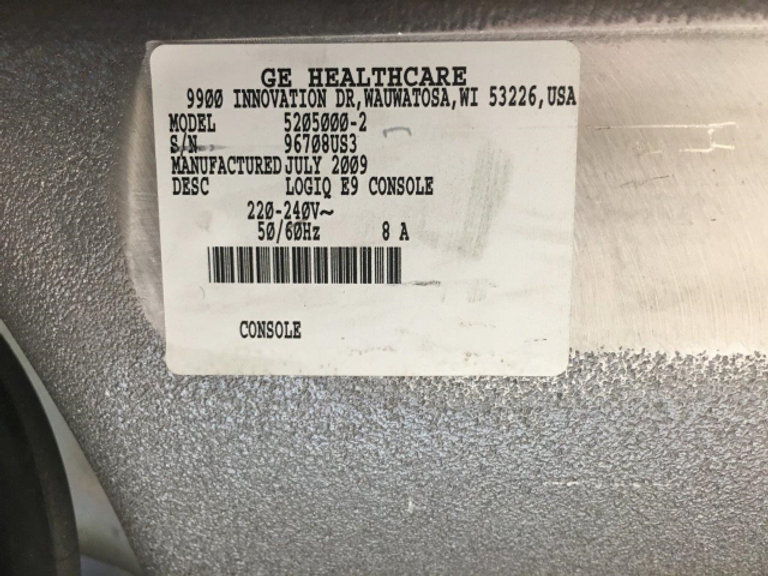 GE HEALTHCARE
9900 INNOVATION DR,WAUWATOSA,WI 53226,USA
MODEL 5205000-2
S/N 96708US3
MANUFACTURED JULY 2009
DESC LOGIQ E9 CONSOLE
220-240V~
50/60Hz 8 A
CONSOLE